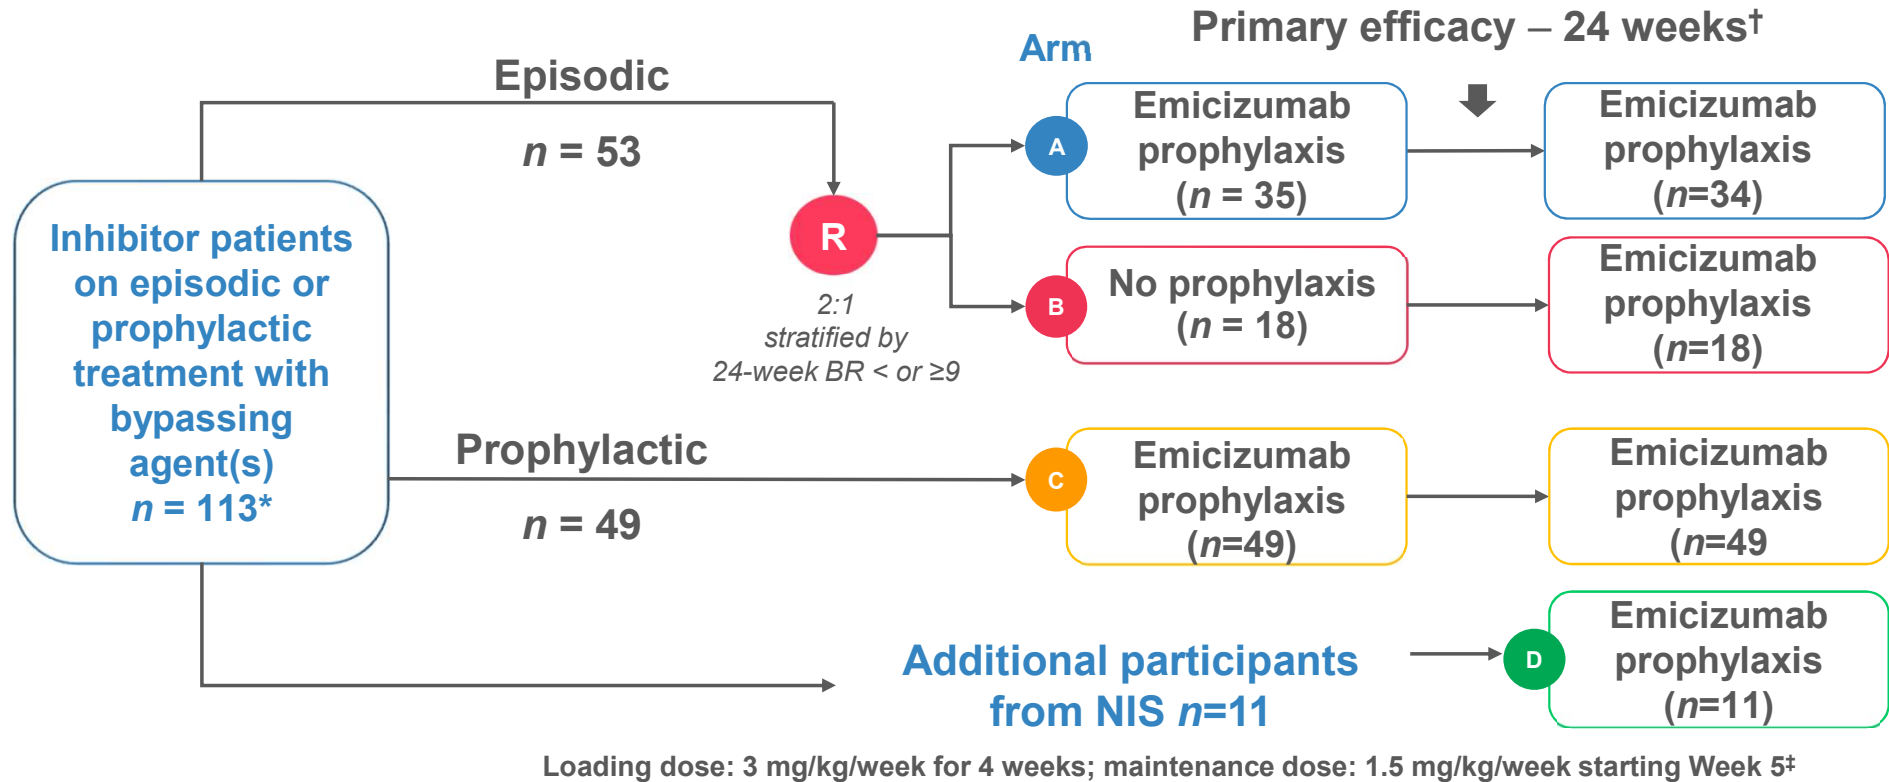 Primary efficacy – 24 weeks†
Arm
Episodic
n = 53
Inhibitor patients
on episodic or
prophylactic
treatment with
bypassing
agent(s)
n = 113*
R
2:1
stratified by
24-week BR < or ≥9
A
Emicizumab
prophylaxis
(n = 35)
Emicizumab
prophylaxis
(n=34)
B
No prophylaxis
(n = 18)
Emicizumab
prophylaxis
(n=18)
Prophylactic
n = 49
C
Emicizumab
prophylaxis
(n=49)
Emicizumab
prophylaxis
(n=49
Additional participants
from NIS n=11
D
Emicizumab
prophylaxis
(n=11)
Loading dose: 3 mg/kg/week for 4 weeks; maintenance dose: 1.5 mg/kg/week starting Week 5‡